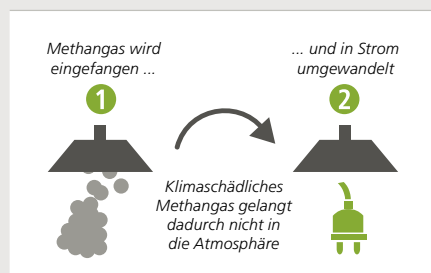 Methangas wird
eingefangen ...
1
... und in Strom
umgewandelt
2
Klimaschädliches
Methangas gelangt
dadurch nicht in
die Atmosphäre